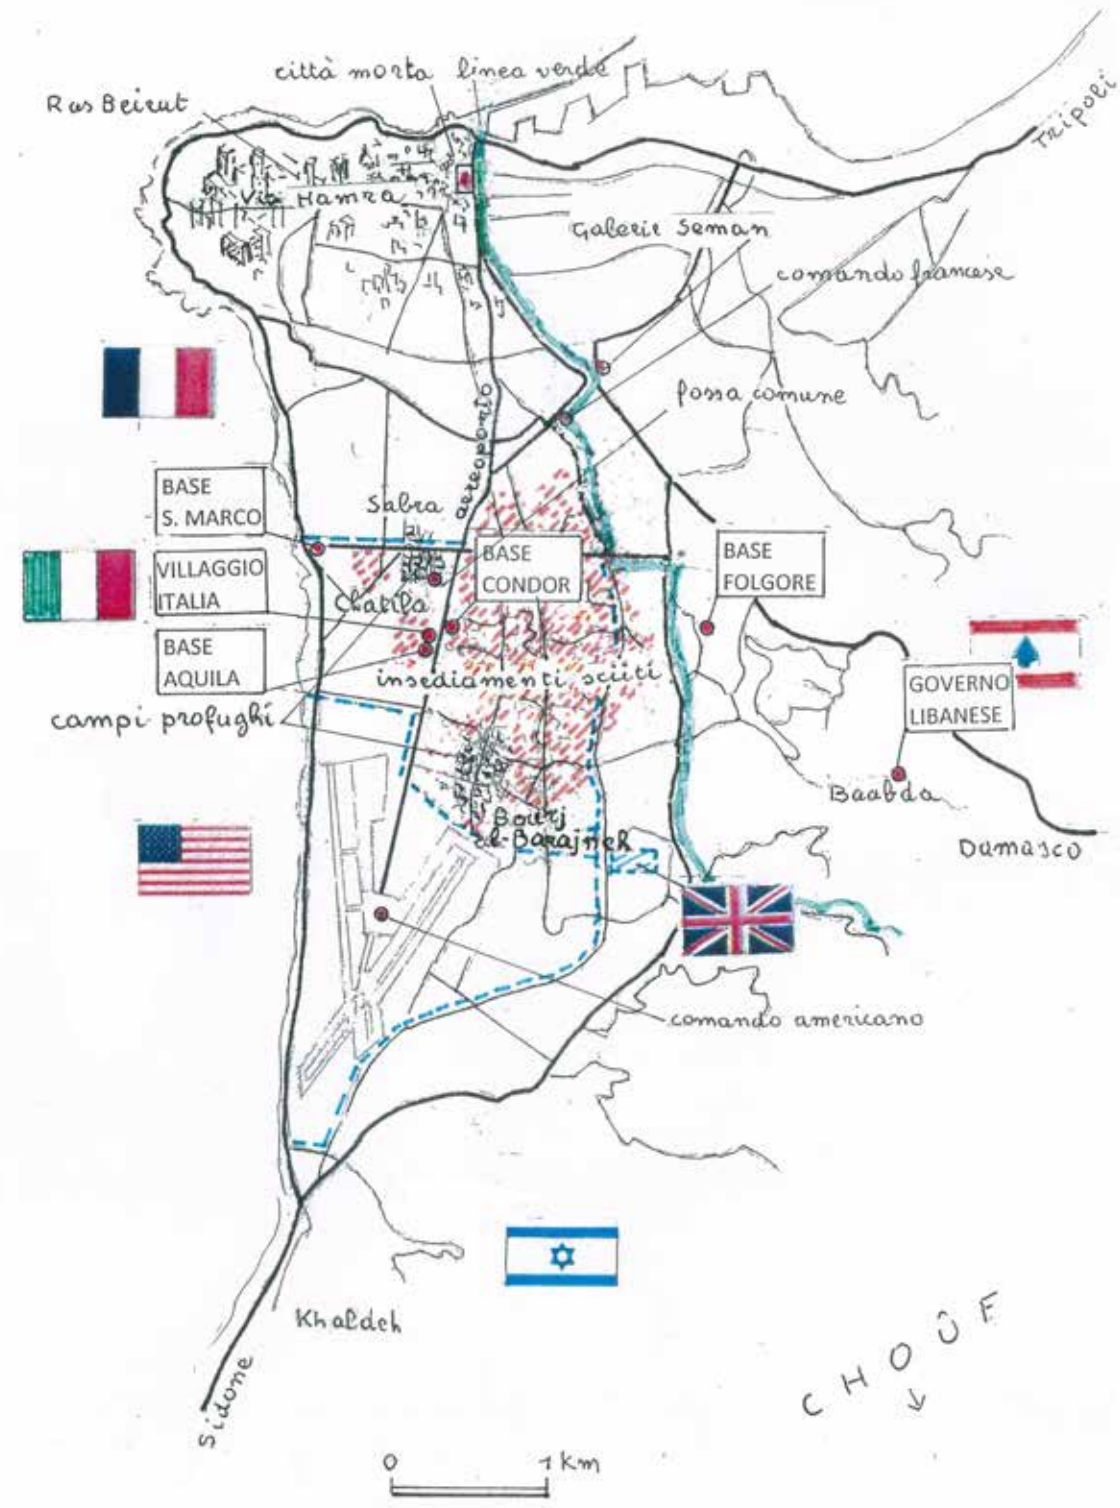 città morta
linea verde
Ras Beirut
Tripoli
Via Hamra
Galerie Seman
comando francese
fossa comune
aereoporto
BASE
S. MARCO
Sabra
BASE
CONDOR
BASE
FOLGORE
VILLAGGIO
ITALIA
Chatila
BASE
AQUILA
insediamenti sciiti
GOVERNO
LIBANESE
campi profughi
Baabda
Bourj
el-Barajneh
Damasco
comando americano
Khaldeh
Sidone
CHOÛF
0 1 Km